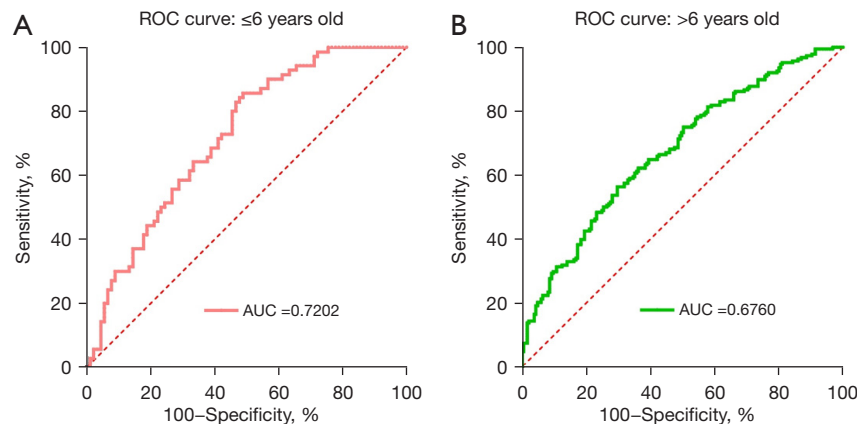 A
ROC curve: ≤6 years old
100
80
60
40
20
0
Sensitivity, %
AUC =0.7202
0 20 40 60 80 100
100–Specificity, %
B
ROC curve: >6 years old
100
80
60
40
20
0
Sensitivity, %
AUC =0.6760
0 20 40 60 80 100
100–Specificity, %